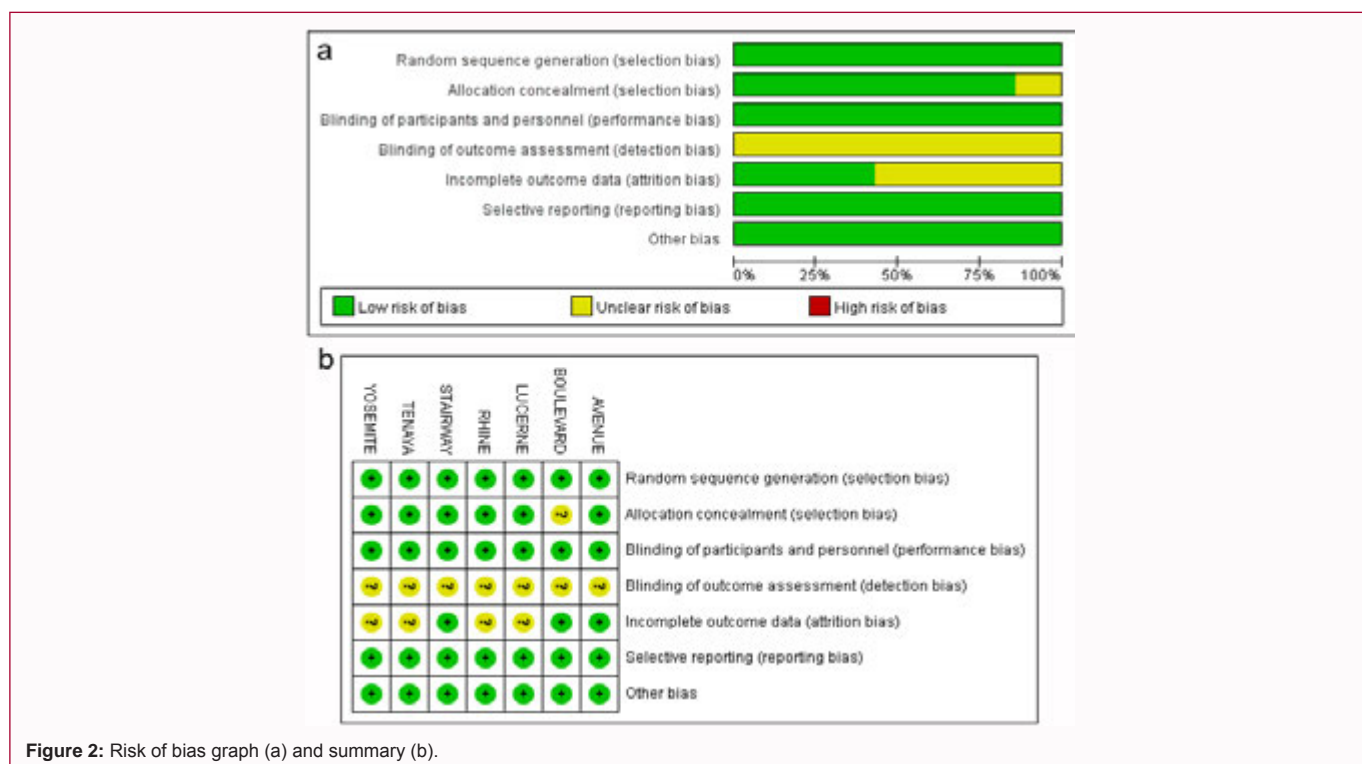 a
Random sequence generation (selection bias)
Allocation concealment (selection bias)
Blinding of participants and personnel (performance bias)
Blinding of outcome assessment (detection bias)
Incomplete outcome data (attrition bias)
Selective reporting (reporting bias)
Other bias
0% 25% 50% 75% 100%
Low risk of bias Unclear risk of bias High risk of bias
b
YOSEMITE TENAYA STAIRWAY RHINE LUCERNE BOULEVARD AVENUE
+ + + + + + + Random sequence generation (selection bias)
+ + + + + ? + Allocation concealment (selection bias)
+ + + + + + + Blinding of participants and personnel (performance bias)
? ? ? ? ? ? ? Blinding of outcome assessment (detection bias)
? ? + ? ? + + Incomplete outcome data (attrition bias)
+ + + + + + + Selective reporting (reporting bias)
+ + + + + + + Other bias
Figure 2: Risk of bias graph (a) and summary (b).